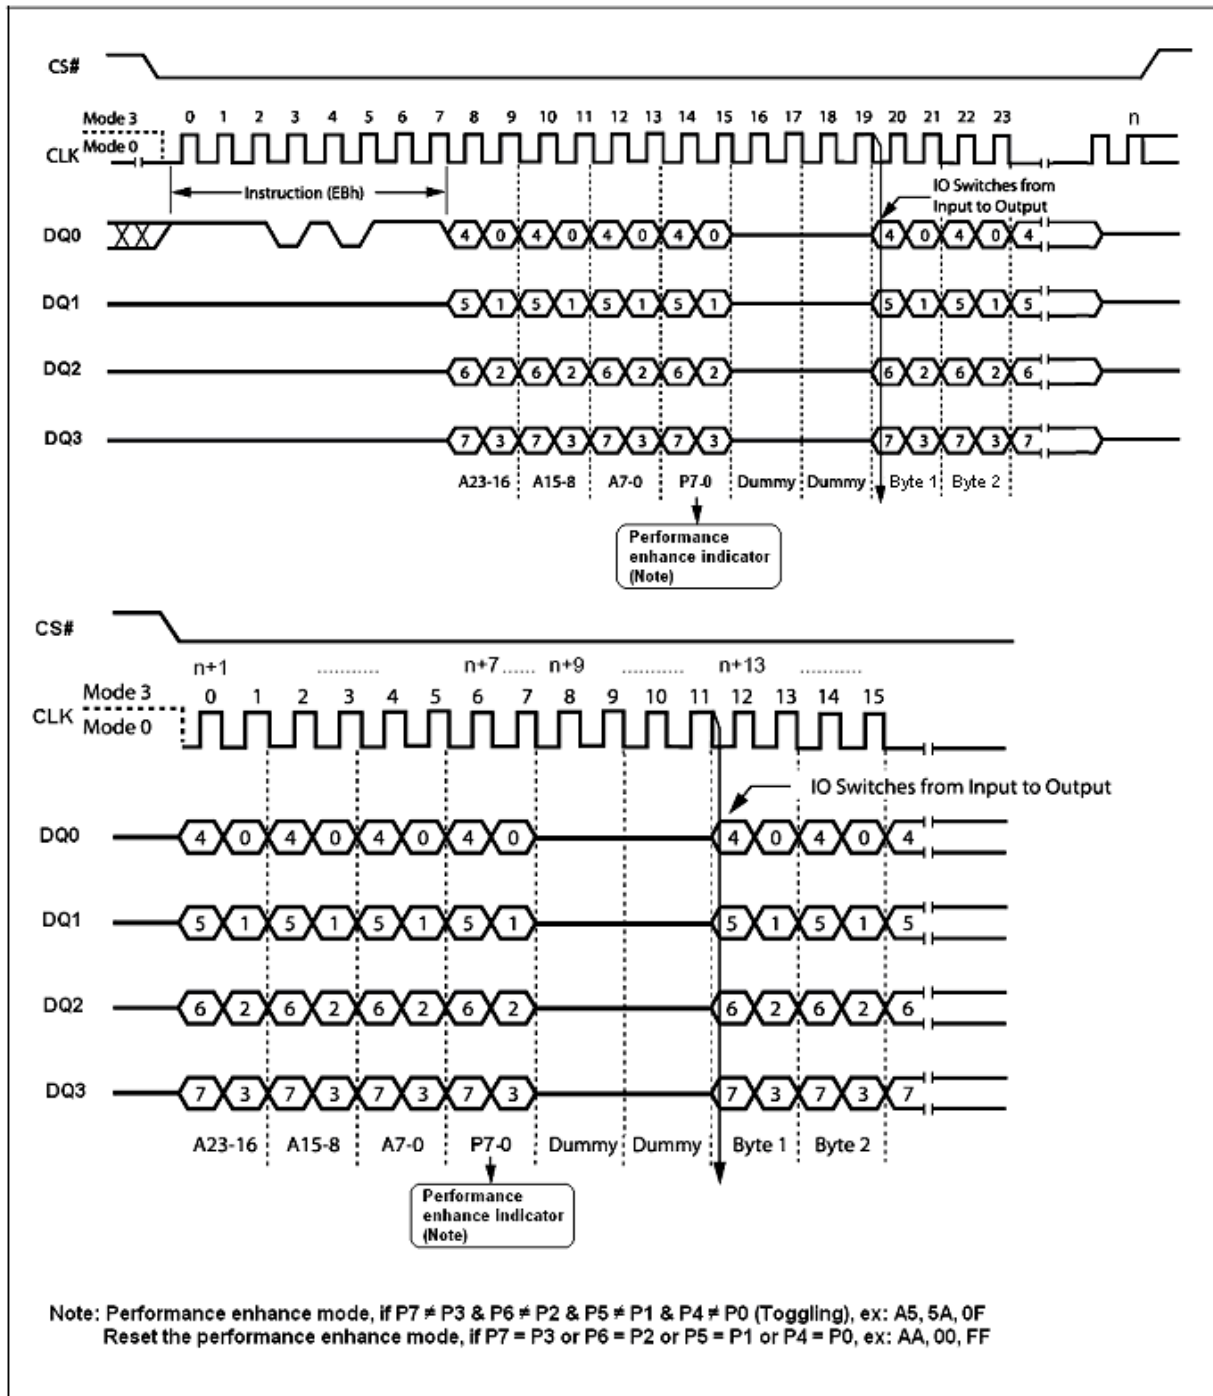 CS#
Mode 3
0 1 2 3 4 5 6 7 8 9 10 11 12 13 14 15 16 17 18 19 20 21 22 23 n
CLK Mode 0
Instruction (EBh)
IO Switches from
Input to Output
DQ0 4 0 4 0 4 0 4 0 4 0 4 0 4
DQ1 5 1 5 1 5 1 5 1 5 1 5 1 5
DQ2 6 2 6 2 6 2 6 2 6 2 6 2 6
DQ3 7 3 7 3 7 3 7 3 7 3 7 3 7
A23-16 A15-8 A7-0 P7-0 Dummy Dummy Byte 1 Byte 2
Performance
enhance indicator
(Note)
CS#
n+1 ............ n+7 ...... n+9 ............ n+13 ............
Mode 3 0 1 2 3 4 5 6 7 8 9 10 11 12 13 14 15
CLK Mode 0
IO Switches from Input to Output
DQ0 4 0 4 0 4 0 4 0 4 0 4 0 4
DQ1 5 1 5 1 5 1 5 1 5 1 5 1 5
DQ2 6 2 6 2 6 2 6 2 6 2 6 2 6
DQ3 7 3 7 3 7 3 7 3 7 3 7 3 7
A23-16 A15-8 A7-0 P7-0 Dummy Dummy Byte 1 Byte 2
Performance
enhance indicator
(Note)
Note: Performance enhance mode, if P7 ≠ P3 & P6 ≠ P2 & P5 ≠ P1 & P4 ≠ P0 (Toggling), ex: A5, 5A, 0F
Reset the performance enhance mode, if P7 = P3 or P6 = P2 or P5 = P1 or P4 = P0, ex: AA, 00, FF